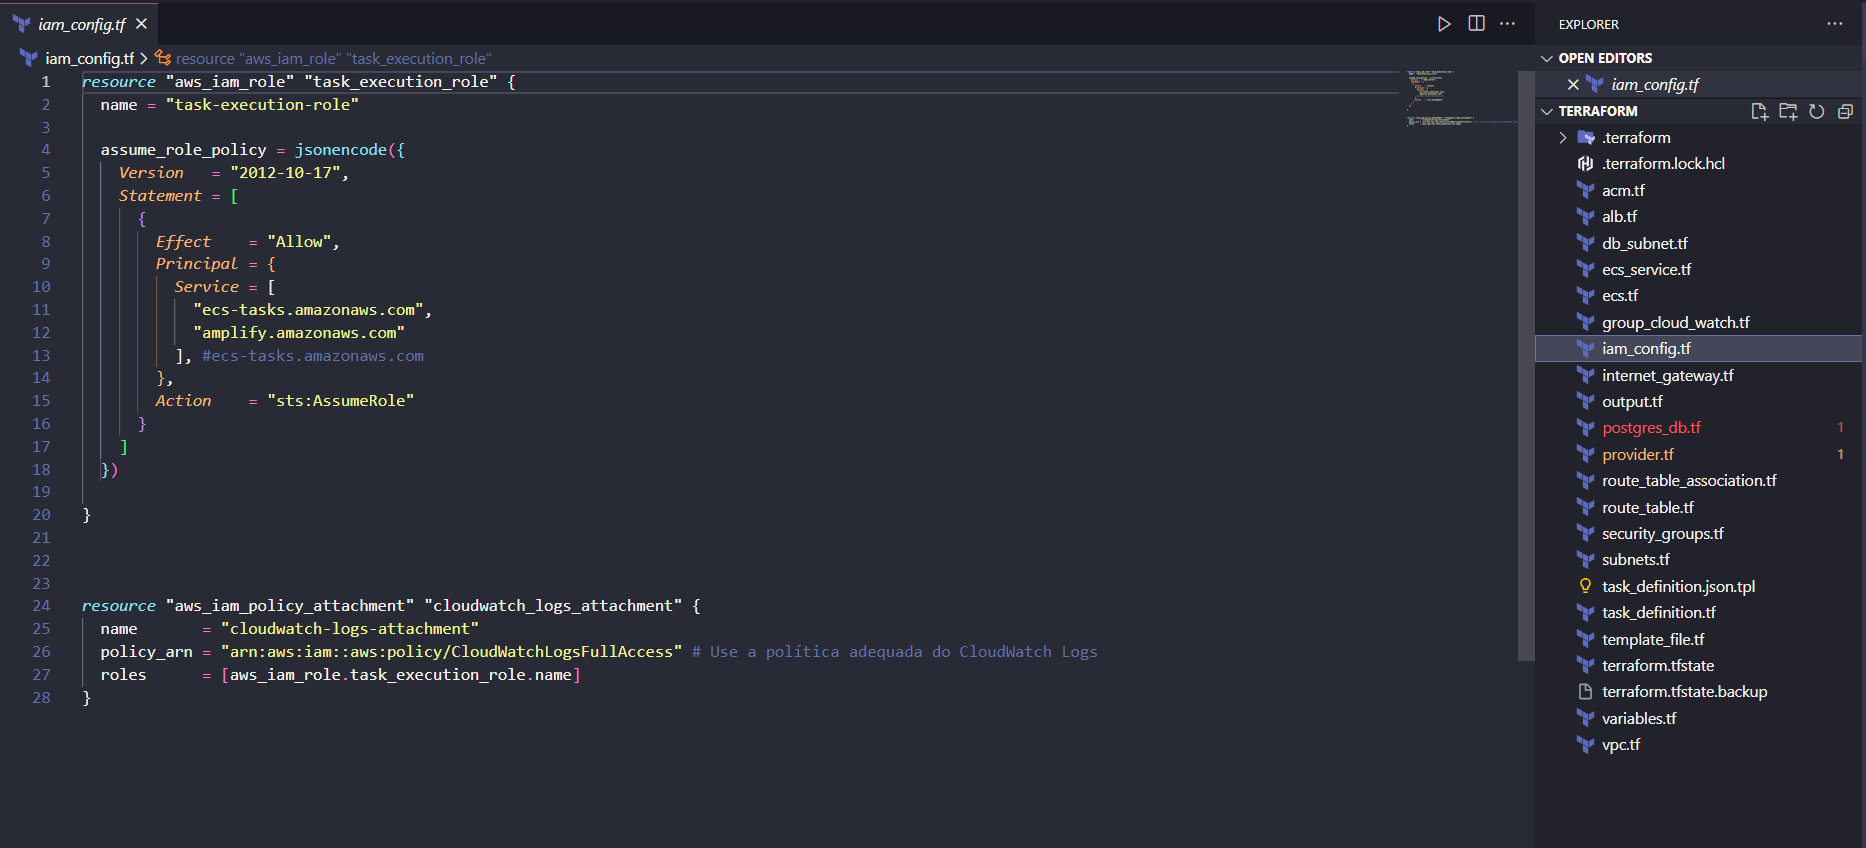 iam_config.tf
iam_config.tf > resource "aws_iam_role" "task_execution_role"
1 resource "aws_iam_role" "task_execution_role" {
2   name = "task-execution-role"
3
4   assume_role_policy = jsonencode({
5     Version   = "2012-10-17",
6     Statement = [
7       {
8         Effect    = "Allow",
9         Principal = {
10           Service = [
11             "ecs-tasks.amazonaws.com",
12             "amplify.amazonaws.com"
13           ], #ecs-tasks.amazonaws.com
14         },
15         Action    = "sts:AssumeRole"
16       }
17     ]
18   })
19
20 }
21
22
23
24 resource "aws_iam_policy_attachment" "cloudwatch_logs_attachment" {
25   name       = "cloudwatch-logs-attachment"
26   policy_arn = "arn:aws:iam::aws:policy/CloudWatchLogsFullAccess" # Use a política adequada do CloudWatch Logs
27   roles      = [aws_iam_role.task_execution_role.name]
28 }
EXPLORER
OPEN EDITORS
iam_config.tf
TERRAFORM
.terraform
.terraform.lock.hcl
acm.tf
alb.tf
db_subnet.tf
ecs_service.tf
ecs.tf
group_cloud_watch.tf
iam_config.tf
internet_gateway.tf
output.tf
postgres_db.tf 1
provider.tf 1
route_table_association.tf
route_table.tf
security_groups.tf
subnets.tf
task_definition.json.tpl
task_definition.tf
template_file.tf
terraform.tfstate
terraform.tfstate.backup
variables.tf
vpc.tf